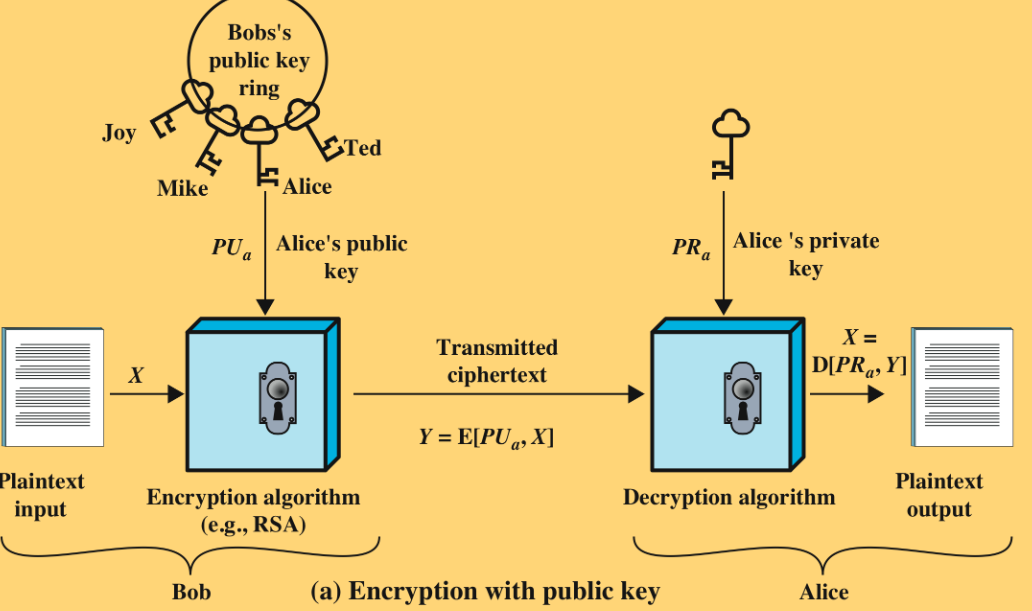 Bobs's
public key
ring
Joy
Ted
Mike
Alice
PUa
Alice's public
key
PRa
Alice 's private
key
X
Transmitted
ciphertext
X =
D[PRa, Y]
Y = E[PUa, X]
Plaintext
input
Encryption algorithm
(e.g., RSA)
Decryption algorithm
Plaintext
output
Bob
(a) Encryption with public key
Alice